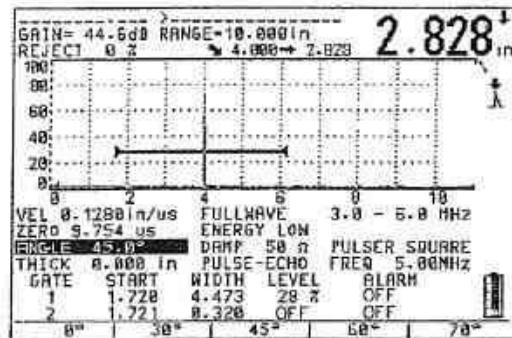 GAIN= 44.6dB RANGE=10.000in
REJECT 0 % 4.000 2.828
2.828in
100
80
60
40
20
0
0 2 4 6 8 10
VEL 0.1280in/us FULLWAVE 3.0 - 6.0 MHz
ZERO 9.754 us ENERGY LOW
ANGLE 45.0° DAMP 50 Ω PULSER SQUARE
THICK 0.000 in PULSE-ECHO FREQ 5.00MHz
GATE START WIDTH LEVEL ALARM
1 1.720 4.473 29 % OFF
2 1.721 0.320 OFF OFF
0° 30° 45° 60° 70°